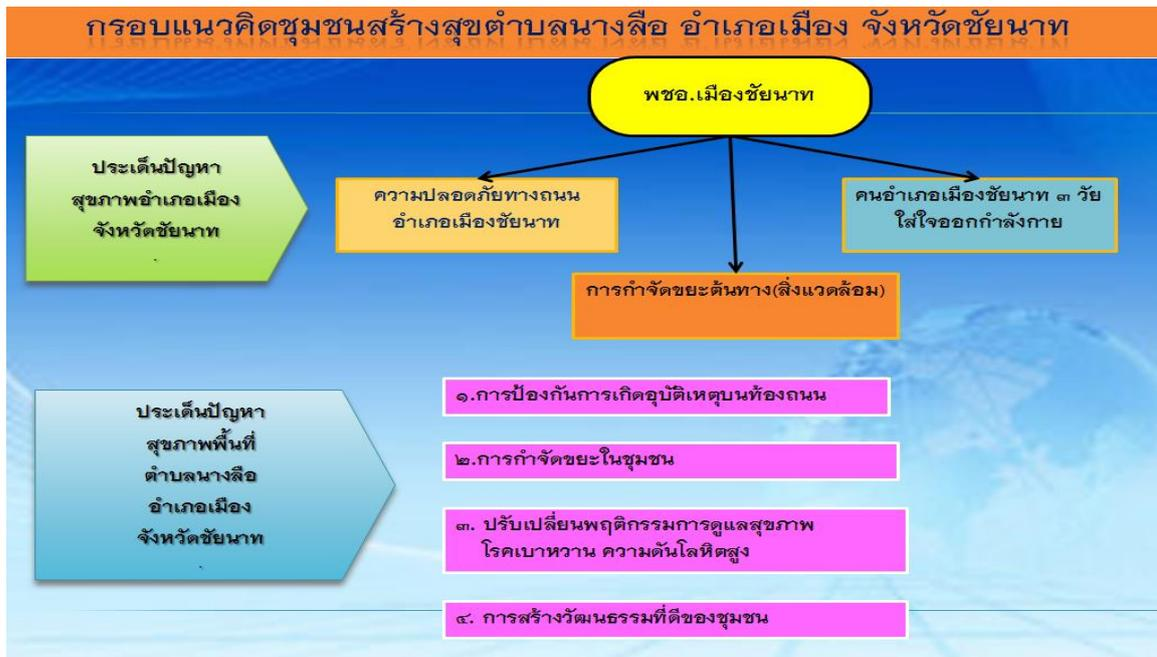 กรอบแนวคิดชุมชนสร้างสุขตำบลนางลือ อำเภอเมือง จังหวัดชัยนาท
พชอ.เมืองชัยนาท
ประเด็นปัญหา
สุขภาพอำเภอเมือง
จังหวัดชัยนาท
.
ความปลอดภัยทางถนน
อำเภอเมืองชัยนาท
คนอำเภอเมืองชัยนาท ๓ วัย
ใส่ใจออกกำลังกาย
การกำจัดขยะต้นทาง(สิ่งแวดล้อม)
ประเด็นปัญหา
สุขภาพพื้นที่
ตำบลนางลือ
อำเภอเมือง
จังหวัดชัยนาท
.
๑.การป้องกันการเกิดอุบัติเหตุบนท้องถนน
๒.การกำจัดขยะในชุมชน
๓. ปรับเปลี่ยนพฤติกรรมการดูแลสุขภาพ
โรคเบาหวาน ความดันโลหิตสูง
๔. การสร้างวัฒนธรรมที่ดีของชุมชน